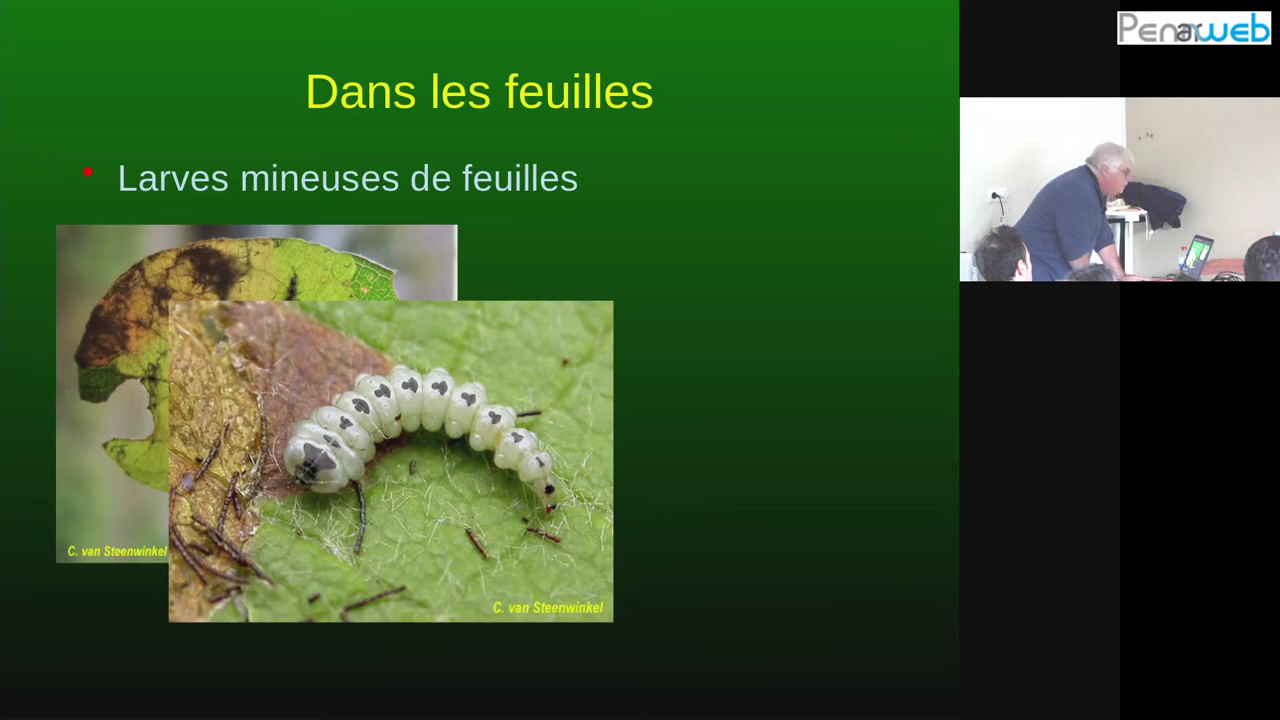 Penarweb
Dans les feuilles
Larves mineuses de feuilles
C. van Steenwinkel
C. van Steenwinkel